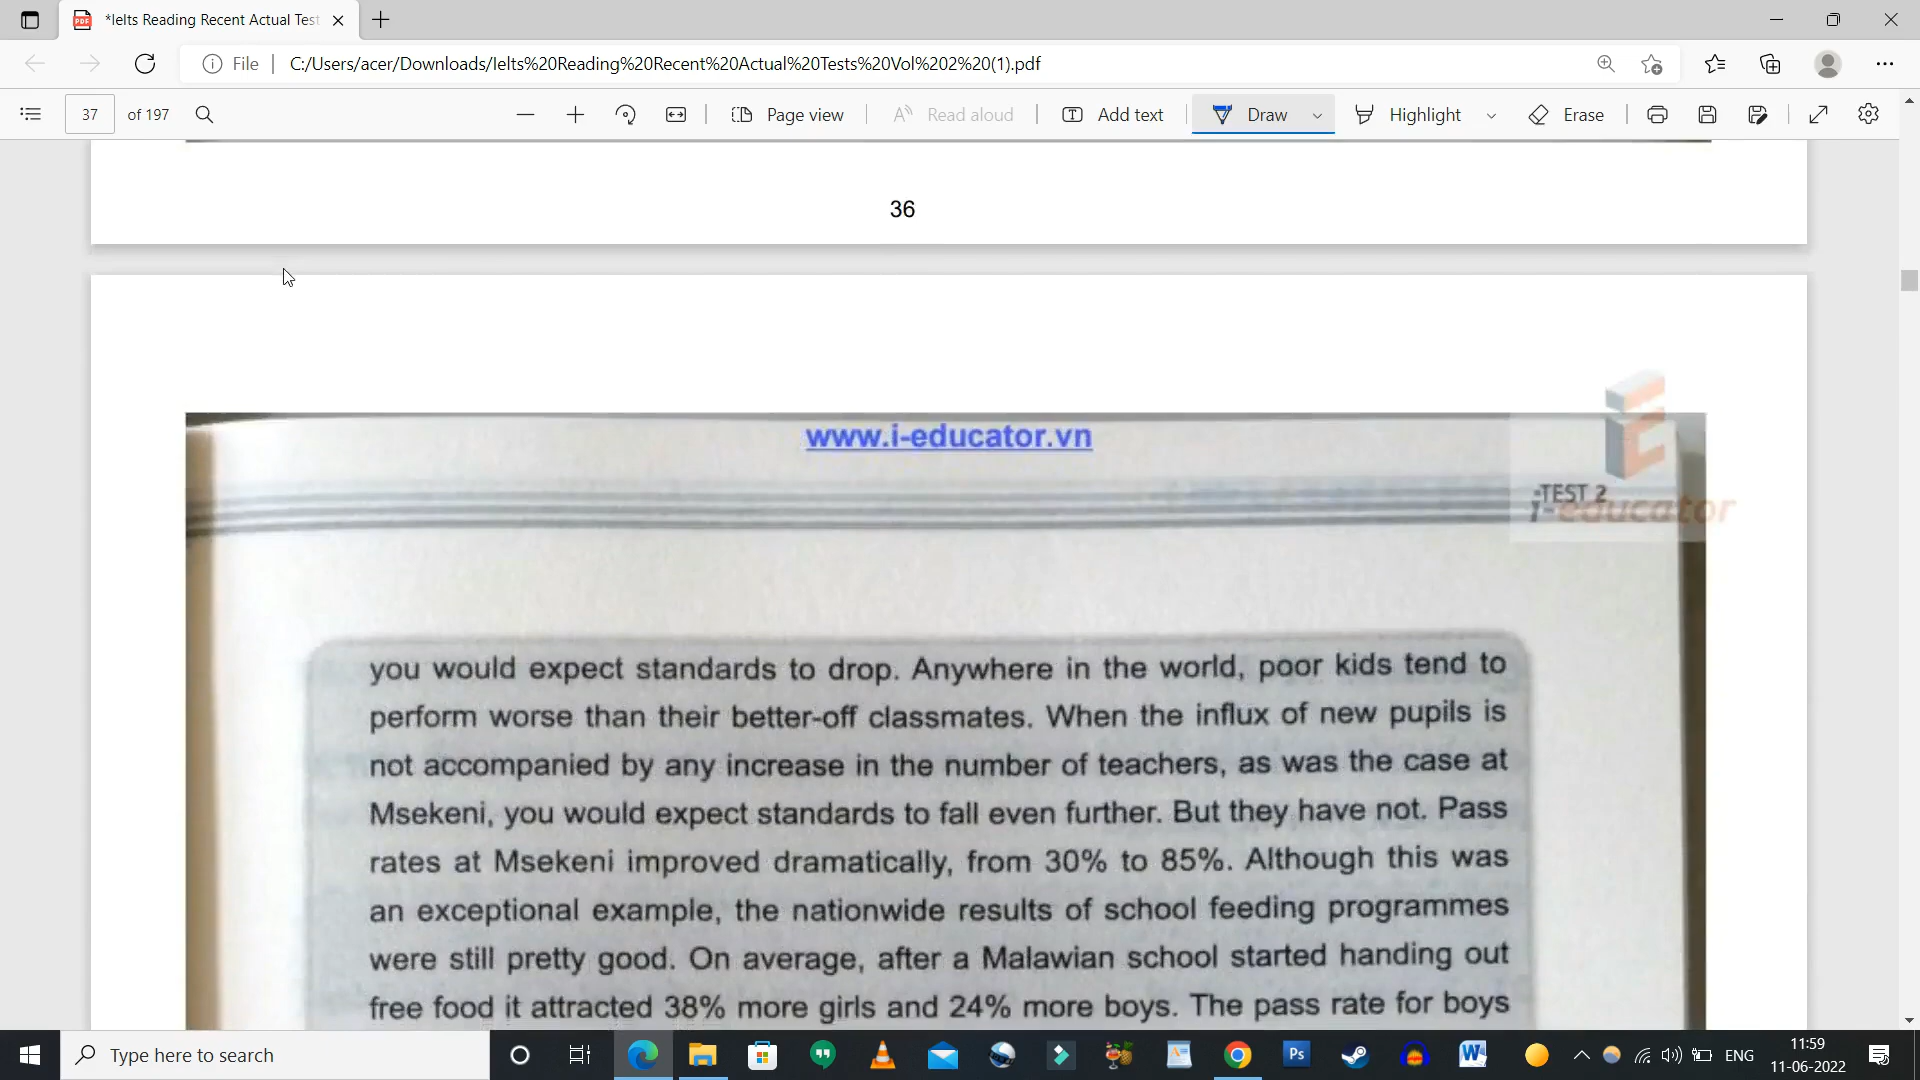 *Ielts Reading Recent Actual Test
File
C:/Users/acer/Downloads/Ielts%20Reading%20Recent%20Actual%20Tests%20Vol%202%20(1).pdf
37 of 197 Page view Read aloud Add text Draw Highlight Erase
36
www.i-educator.vn
-TEST 2
i-educator
you would expect standards to drop. Anywhere in the world, poor kids tend to
perform worse than their better-off classmates. When the influx of new pupils is
not accompanied by any increase in the number of teachers, as was the case at
Msekeni, you would expect standards to fall even further. But they have not. Pass
rates at Msekeni improved dramatically, from 30% to 85%. Although this was
an exceptional example, the nationwide results of school feeding programmes
were still pretty good. On average, after a Malawian school started handing out
free food it attracted 38% more girls and 24% more boys. The pass rate for boys
Type here to search
ENG
11:59
11-06-2022